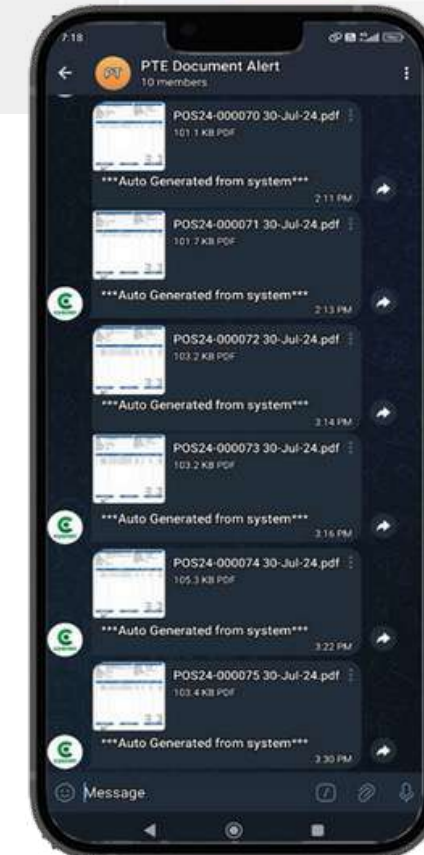 7:18
PT
PTE Document Alert
10 members
POS24-000070 30-Jul-24.pdf
101.1 KB PDF
***Auto Generated from system***
2:11 PM
POS24-000071 30-Jul-24.pdf
101.7 KB PDF
***Auto Generated from system***
2:13 PM
POS24-000072 30-Jul-24.pdf
103.2 KB PDF
***Auto Generated from system***
3:14 PM
POS24-000073 30-Jul-24.pdf
103.2 KB PDF
***Auto Generated from system***
3:16 PM
POS24-000074 30-Jul-24.pdf
105.3 KB PDF
***Auto Generated from system***
3:22 PM
POS24-000075 30-Jul-24.pdf
103.4 KB PDF
***Auto Generated from system***
3:30 PM
Message